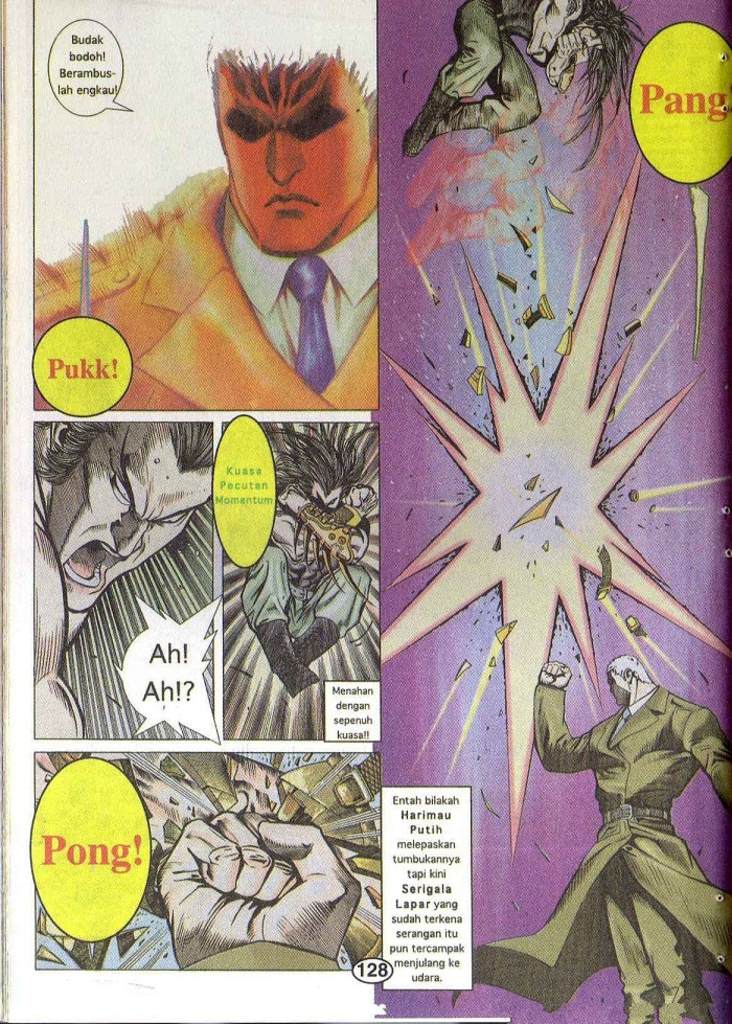 Budak
bodoh!
Berambus-
lah engkau!
Pukk!
Kuasa
Pecutan
Momentum
Ah!
Ah!?
Menahan
dengan
sepenuh
kuasa!!
Pong!
Pang
Entah bilakah
Harimau
Putih
melepaskan
tumbukannya
tapi kini
Serigala
Lapar yang
sudah terkena
serangan itu
pun tercampak
menjulang ke
udara.
128